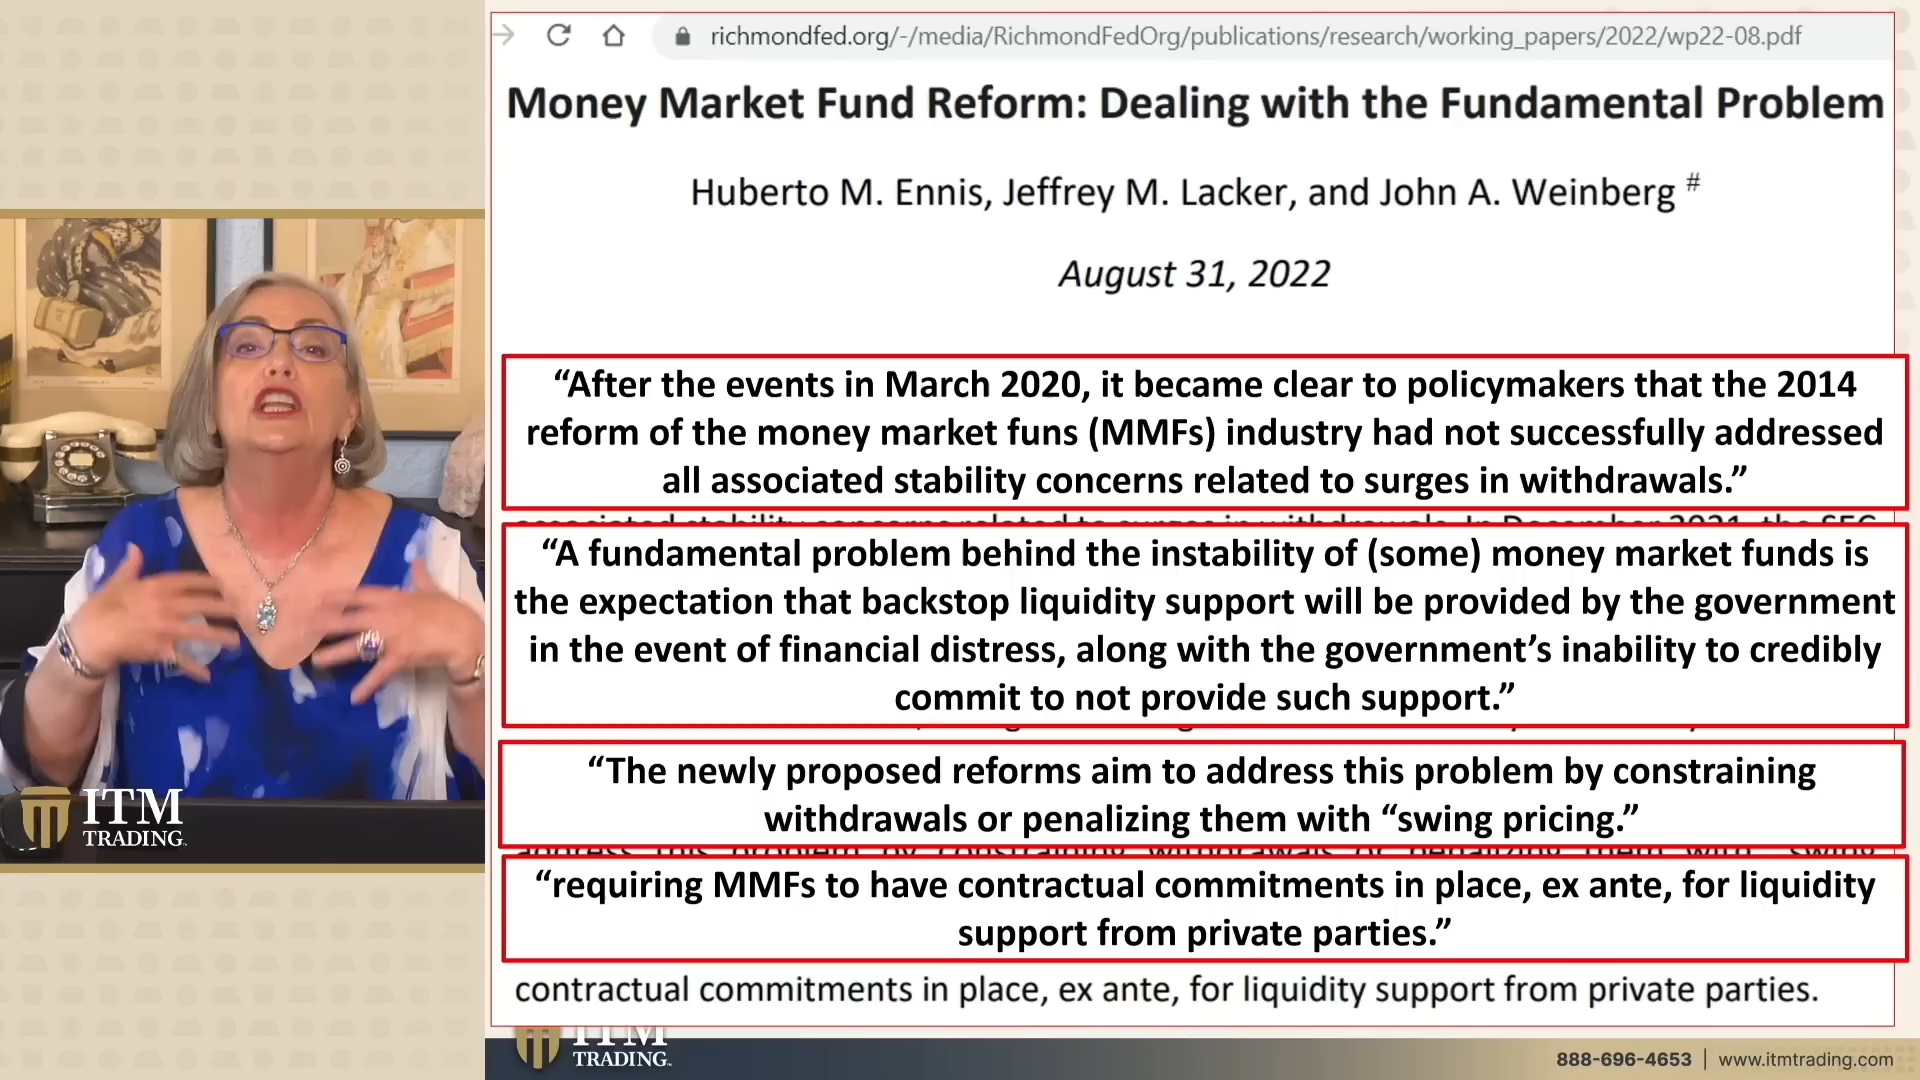 richmondfed.org/-/media/RichmondFedOrg/publications/research/working_papers/2022/wp22-08.pdf
Money Market Fund Reform: Dealing with the Fundamental Problem
Huberto M. Ennis, Jeffrey M. Lacker, and John A. Weinberg #
August 31, 2022
“After the events in March 2020, it became clear to policymakers that the 2014
reform of the money market funs (MMFs) industry had not successfully addressed
all associated stability concerns related to surges in withdrawals.”
“A fundamental problem behind the instability of (some) money market funds is
the expectation that backstop liquidity support will be provided by the government
in the event of financial distress, along with the government’s inability to credibly
commit to not provide such support.”
“The newly proposed reforms aim to address this problem by constraining
withdrawals or penalizing them with “swing pricing.”
“requiring MMFs to have contractual commitments in place, ex ante, for liquidity
support from private parties.”
contractual commitments in place, ex ante, for liquidity support from private parties.
ITM
TRADING
ITM
TRADING
888-696-4653 | www.itmtrading.com